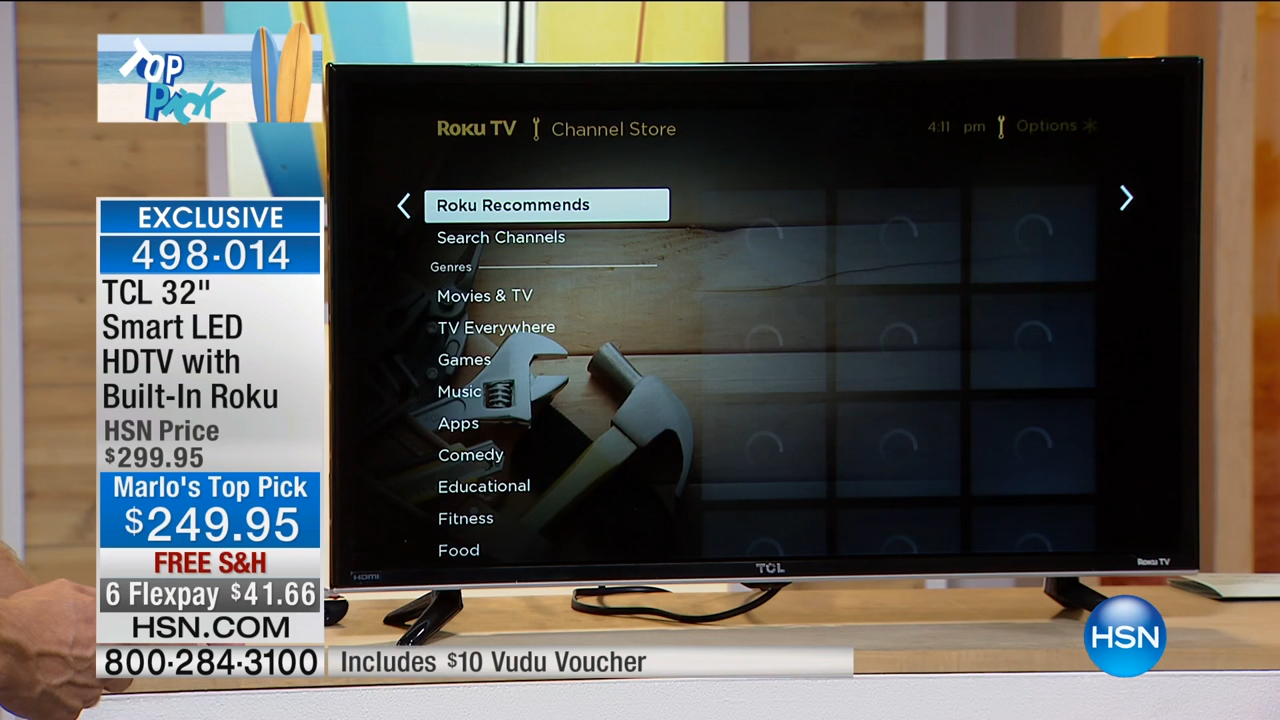 TOP
PICK
EXCLUSIVE
498·014
TCL 32"
Smart LED
HDTV with
Built-In Roku
HSN Price
$299.95
Marlo's Top Pick
$249.95
FREE S&H
6 Flexpay $41.66
HSN.COM
800·284·3100
Includes $10 Vudu Voucher
Roku TV Channel Store
4:11 pm Options
Roku Recommends
Search Channels
Genres
Movies & TV
TV Everywhere
Games
Music
Apps
Comedy
Educational
Fitness
Food
HDMI
TCL
Roku TV
HSN